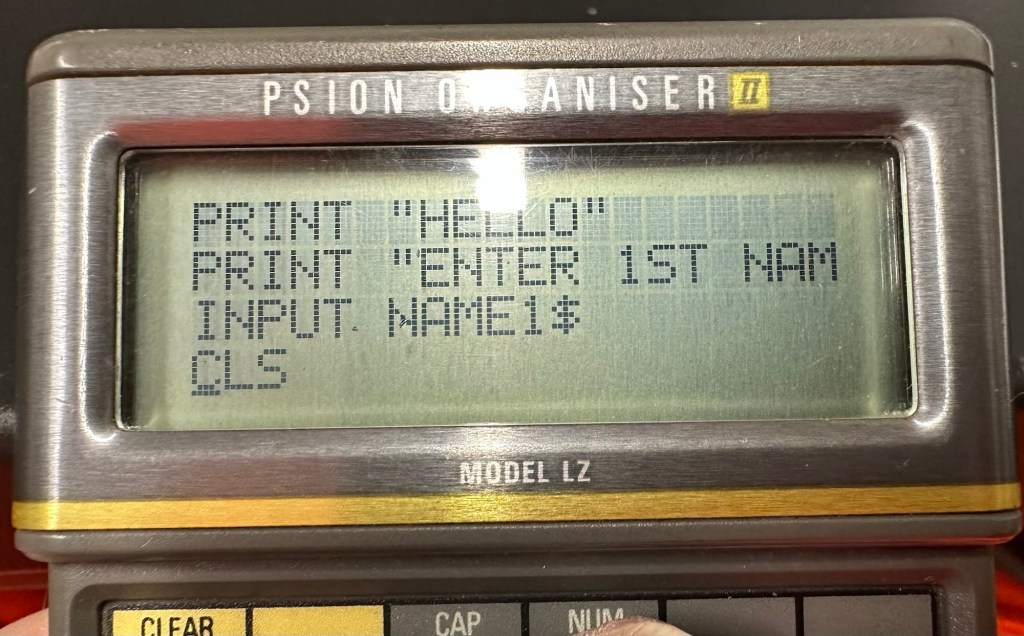 PSION ORGANISER II
PRINT "HELLO"
PRINT "ENTER 1ST NAM
INPUT NAME1$
CLS
MODEL LZ
CLEAR
CAP
NUM